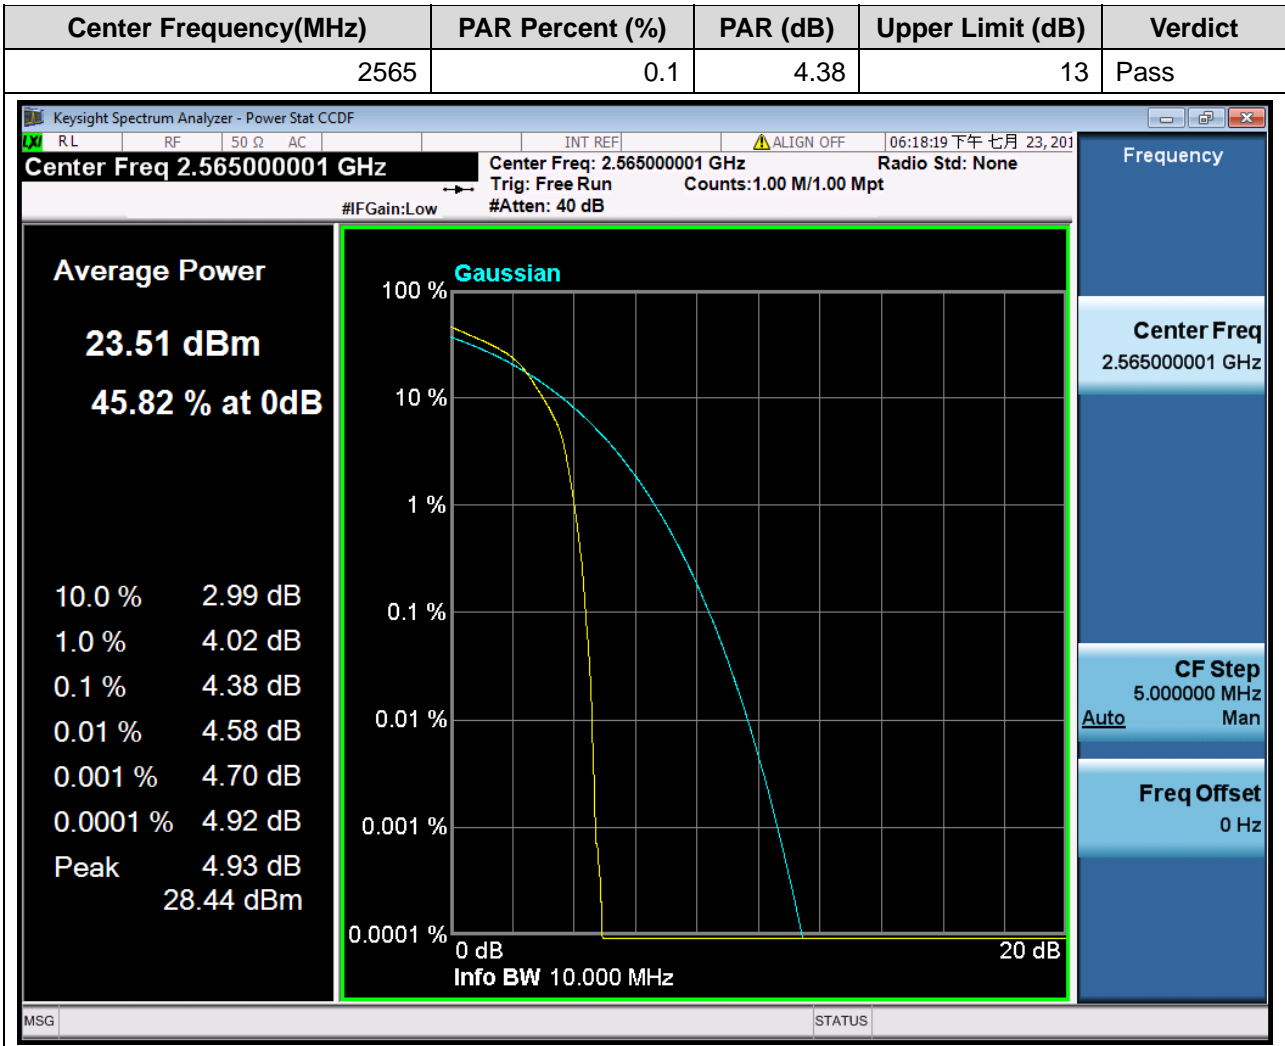 Center Frequency(MHz) PAR Percent (%) PAR (dB) Upper Limit (dB) Verdict
2565 0.1 4.38 13 Pass
Keysight Spectrum Analyzer - Power Stat CCDF
LXI RL RF 50 Ω AC INT REF ALIGN OFF 06:18:19 下午 七月 23, 201
Center Freq 2.565000001 GHz
Center Freq: 2.565000001 GHz Radio Std: None
Trig: Free Run Counts:1.00 M/1.00 Mpt
#IFGain:Low #Atten: 40 dB
Frequency
Average Power
23.51 dBm
45.82 % at 0dB
10.0 % 2.99 dB
1.0 % 4.02 dB
0.1 % 4.38 dB
0.01 % 4.58 dB
0.001 % 4.70 dB
0.0001 % 4.92 dB
Peak 4.93 dB
28.44 dBm
Gaussian
100 %
10 %
1 %
0.1 %
0.01 %
0.001 %
0.0001 %
0 dB 20 dB
Info BW 10.000 MHz
Center Freq
2.565000001 GHz
CF Step
5.000000 MHz
Auto Man
Freq Offset
0 Hz
MSG STATUS